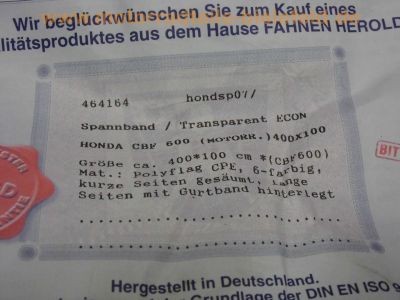 Wir beglückwünschen Sie zum Kauf eines
alitätsproduktes aus dem Hause FAHNEN HEROLD
464164 hondsp07/
Spannband / Transparent ECON
HONDA CBF 600 (MOTORR.)400X100
Größe ca. 400*100 cm *(CBF600)
Mat.: Polyflag CPE, 6-farbig,
kurze Seiten gesäumt, lange
Seiten mit Gurtband hinterlegt
BIT
Hergestellt in Deutschland.
Grundlage der DIN EN ISO 9